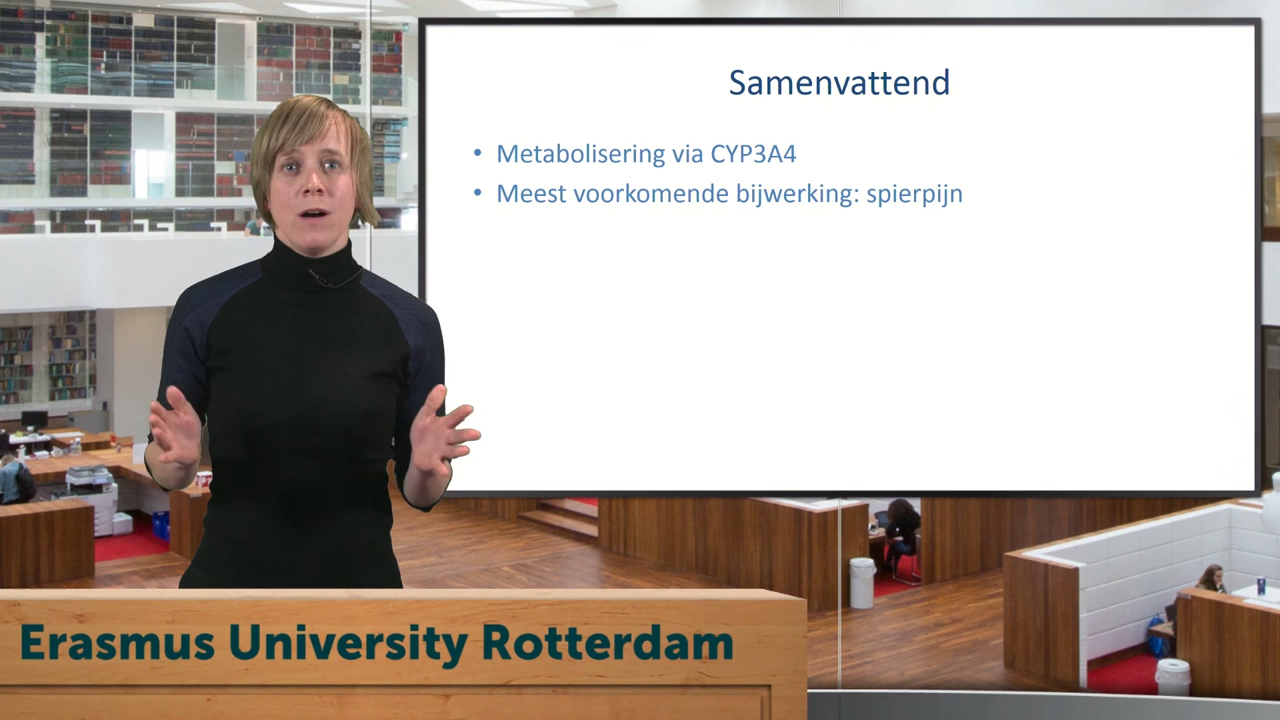 Samenvattend
• Metabolisering via CYP3A4
• Meest voorkomende bijwerking: spierpijn
Erasmus University Rotterdam